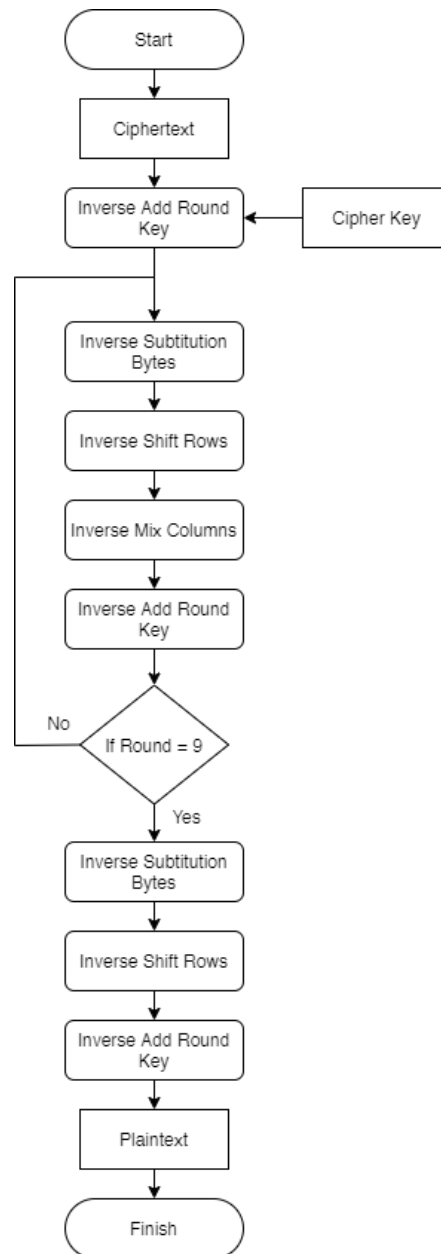 Start
Ciphertext
Inverse Add Round
Key
Cipher Key
Inverse Subtitution
Bytes
Inverse Shift Rows
Inverse Mix Columns
Inverse Add Round
Key
No
If Round = 9
Yes
Inverse Subtitution
Bytes
Inverse Shift Rows
Inverse Add Round
Key
Plaintext
Finish